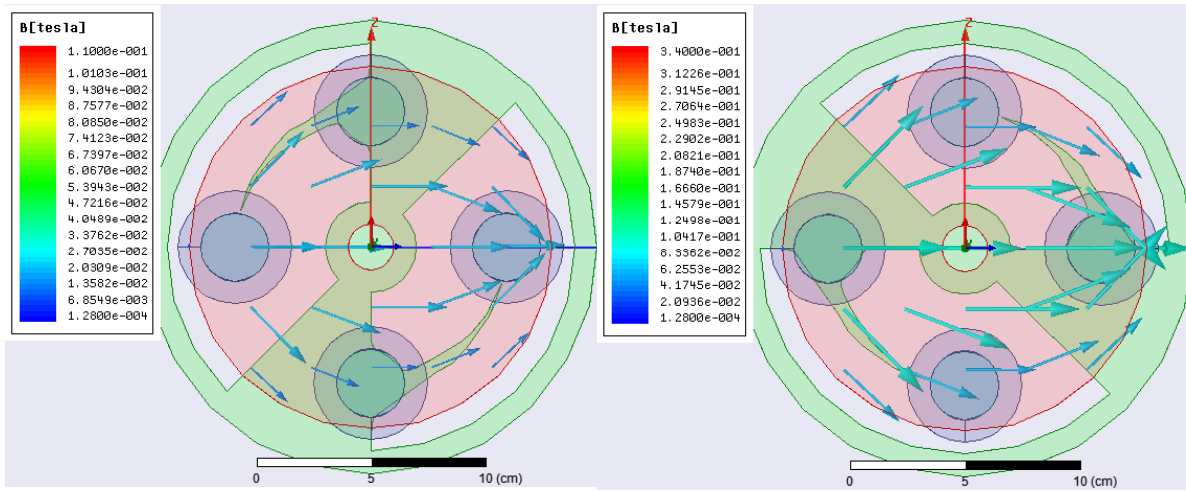 B[tesla]
1.1000e-001
1.0103e-001
9.4304e-002
8.7577e-002
8.0850e-002
7.4123e-002
6.7397e-002
6.0670e-002
5.3943e-002
4.7216e-002
4.0489e-002
3.3762e-002
2.7035e-002
2.0309e-002
1.3582e-002
6.8549e-003
1.2800e-004
Z
0
5
10 (cm)
B[tesla]
3.4000e-001
3.1226e-001
2.9145e-001
2.7064e-001
2.4983e-001
2.2902e-001
2.0821e-001
1.8740e-001
1.6660e-001
1.4579e-001
1.2498e-001
1.0417e-001
8.3362e-002
6.2553e-002
4.1745e-002
2.0936e-002
1.2800e-004
Z
0
5
10 (cm)